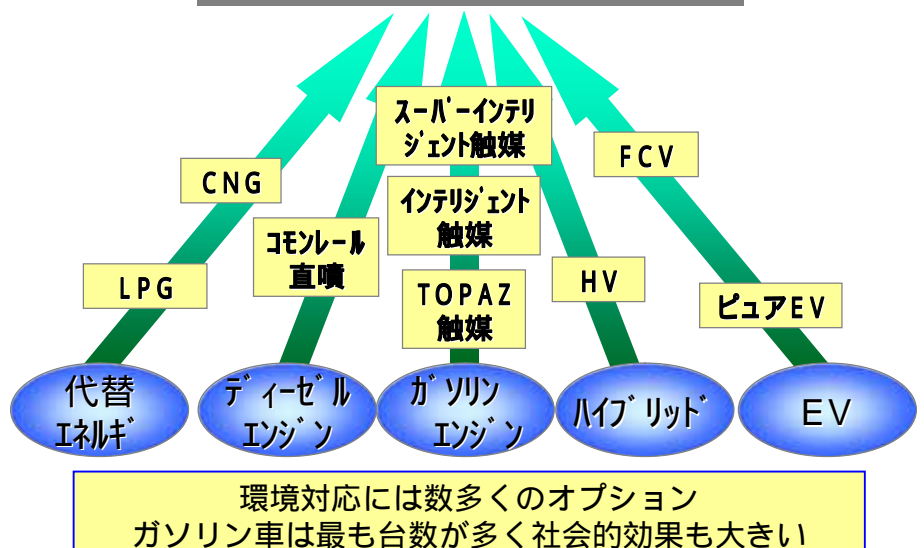 スーパーインテリ
ジェント触媒
FCV
CNG
インテリジェント
触媒
コモンレール
直噴
HV
LPG
TOPAZ
触媒
ピュアEV
代替
エネルギ
ディーゼル
エンジン
ガソリン
エンジン
ハイブリッド
EV
環境対応には数多くのオプション
ガソリン車は最も台数が多く社会的効果も大きい